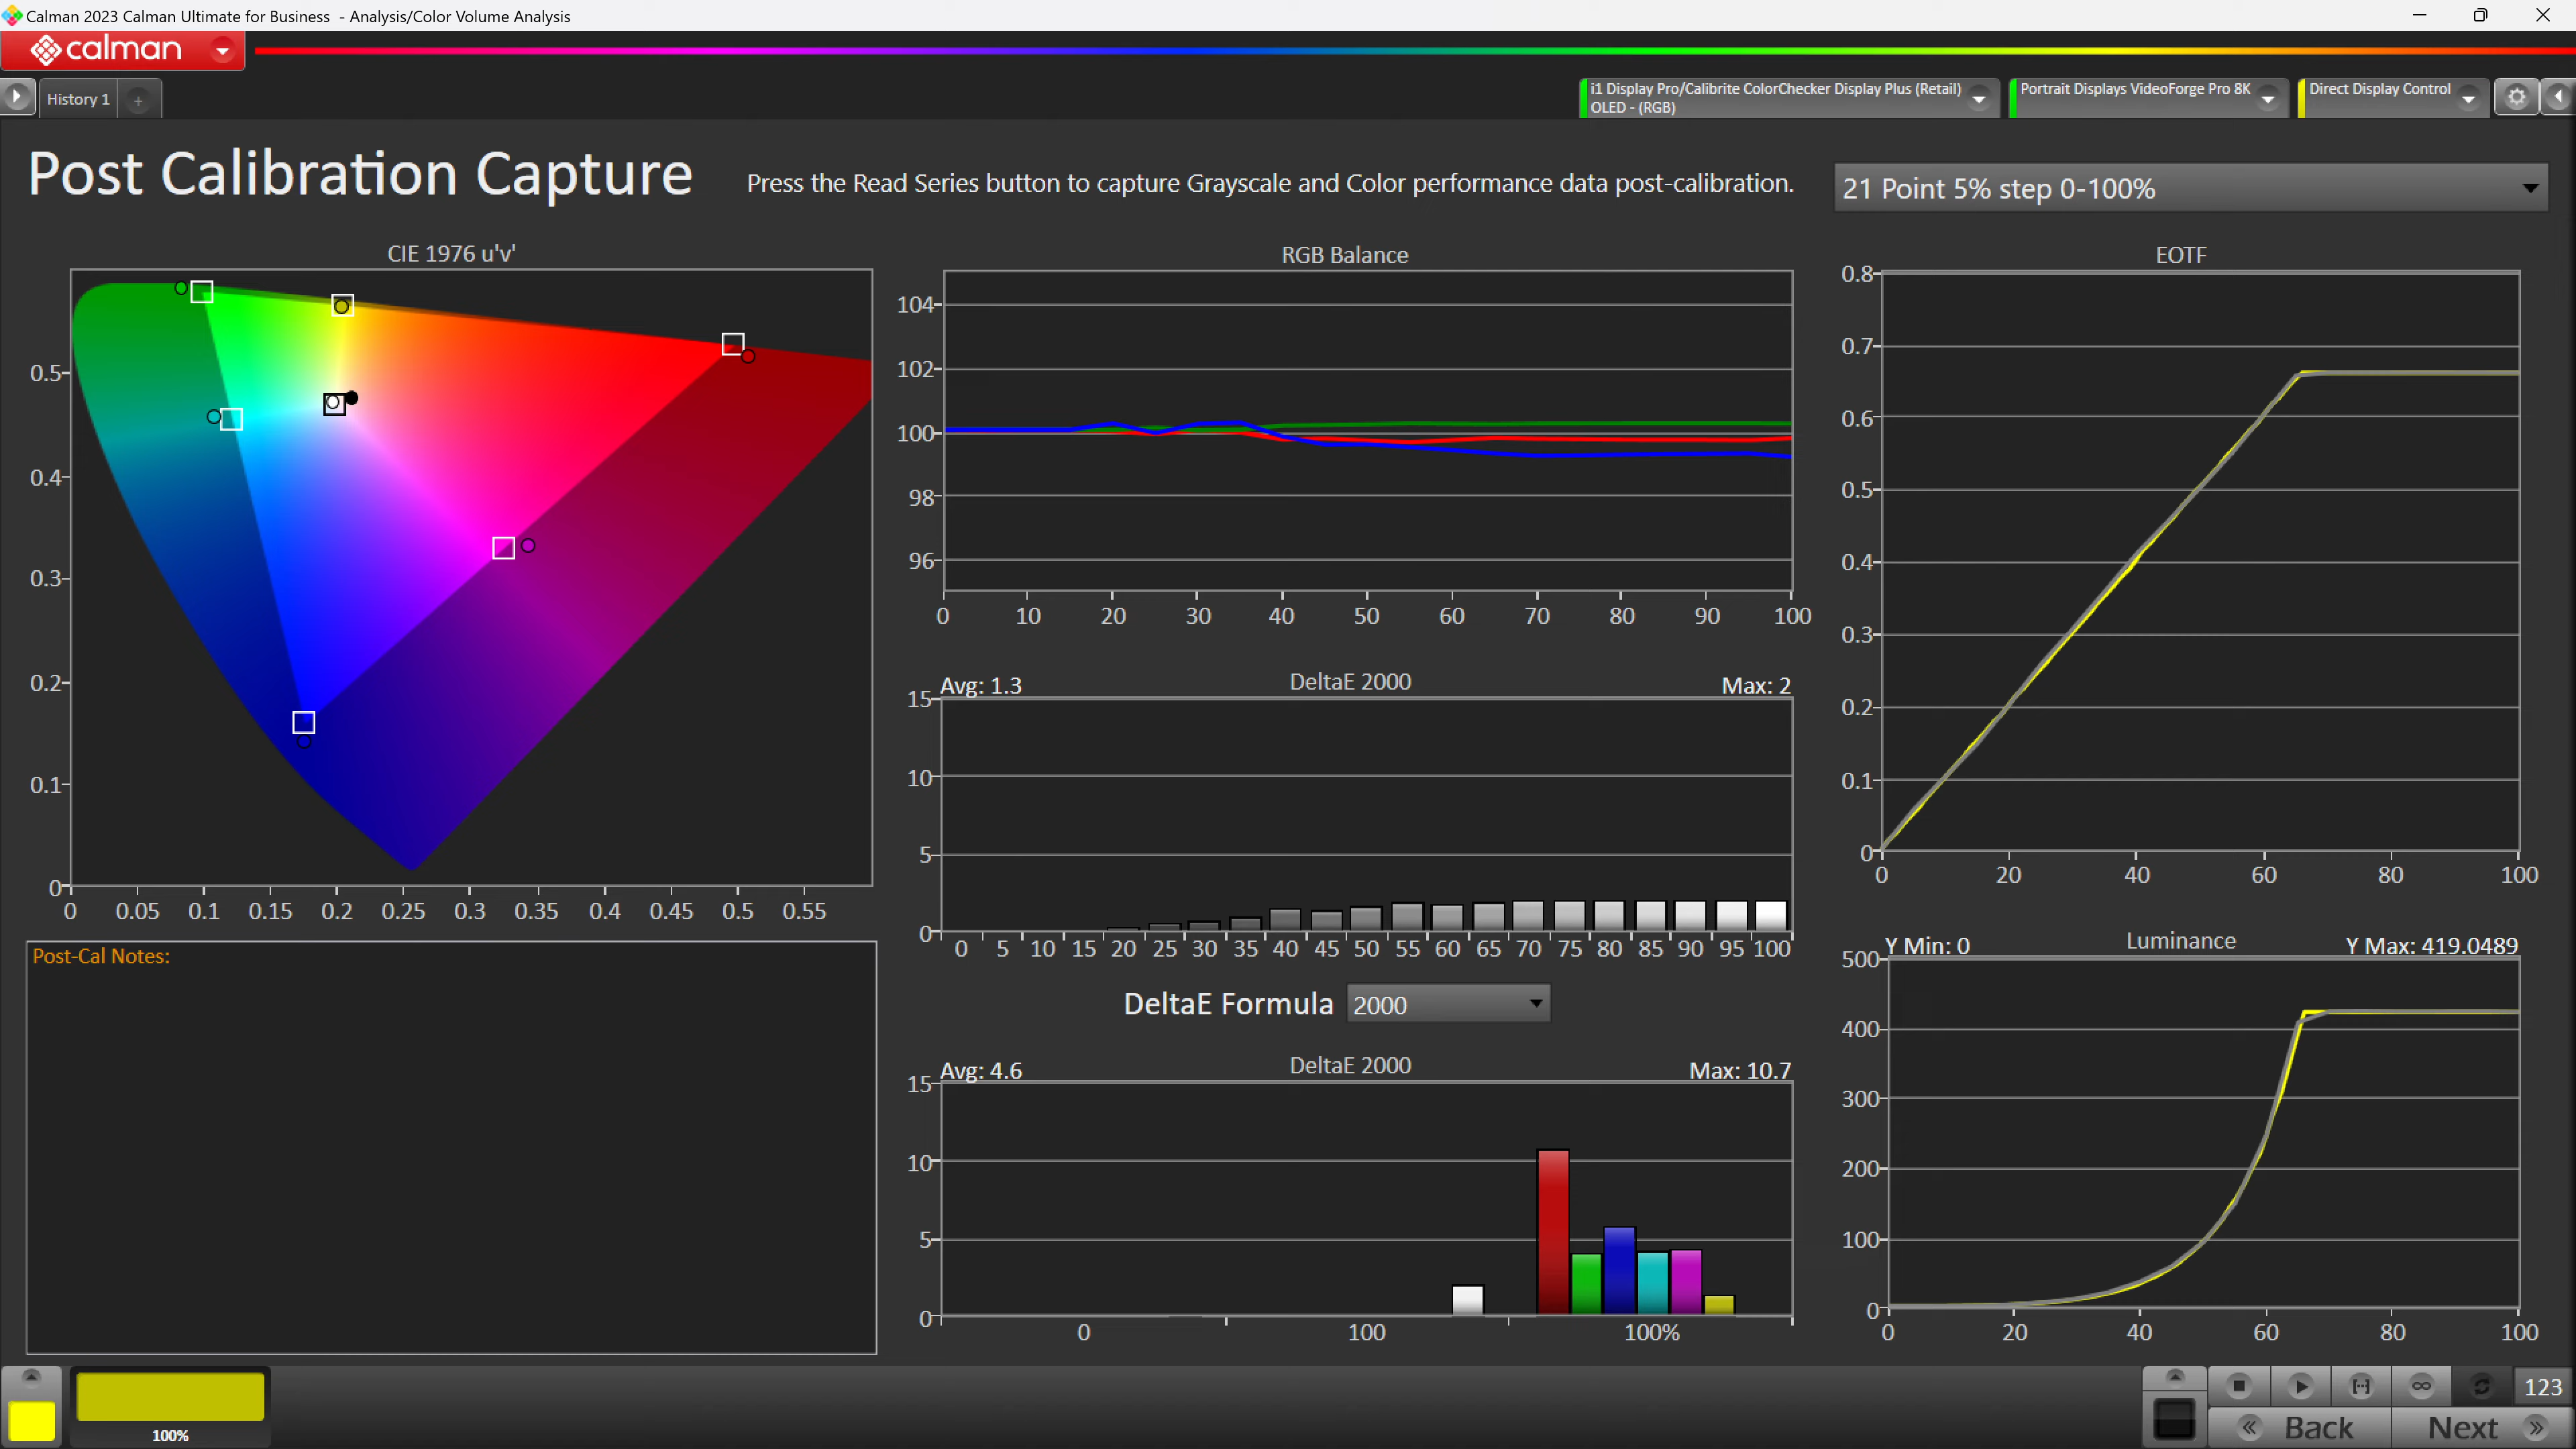 Calman 2023 Calman Ultimate for Business - Analysis/Color Volume Analysis
calman
History 1
+
i1 Display Pro/Calibrite ColorChecker Display Plus (Retail)
OLED - (RGB)
Portrait Displays VideoForge Pro 8K
Direct Display Control
Post Calibration Capture
Press the Read Series button to capture Grayscale and Color performance data post-calibration.
21 Point 5% step 0-100%
CIE 1976 u'v'
0.5
0.4
0.3
0.2
0.1
0
0 0.05 0.1 0.15 0.2 0.25 0.3 0.35 0.4 0.45 0.5 0.55
Post-Cal Notes:
RGB Balance
104
102
100
98
96
0 10 20 30 40 50 60 70 80 90 100
Avg: 1.3 DeltaE 2000 Max: 2
15
10
5
0
0 5 10 15 20 25 30 35 40 45 50 55 60 65 70 75 80 85 90 95 100
DeltaE Formula 2000
Avg: 4.6 DeltaE 2000 Max: 10.7
15
10
5
0
0 100 100%
EOTF
0.8
0.7
0.6
0.5
0.4
0.3
0.2
0.1
0
0 20 40 60 80 100
Y Min: 0 Luminance Y Max: 419.0489
500
400
300
200
100
0
0 20 40 60 80 100
100%
123
Back Next